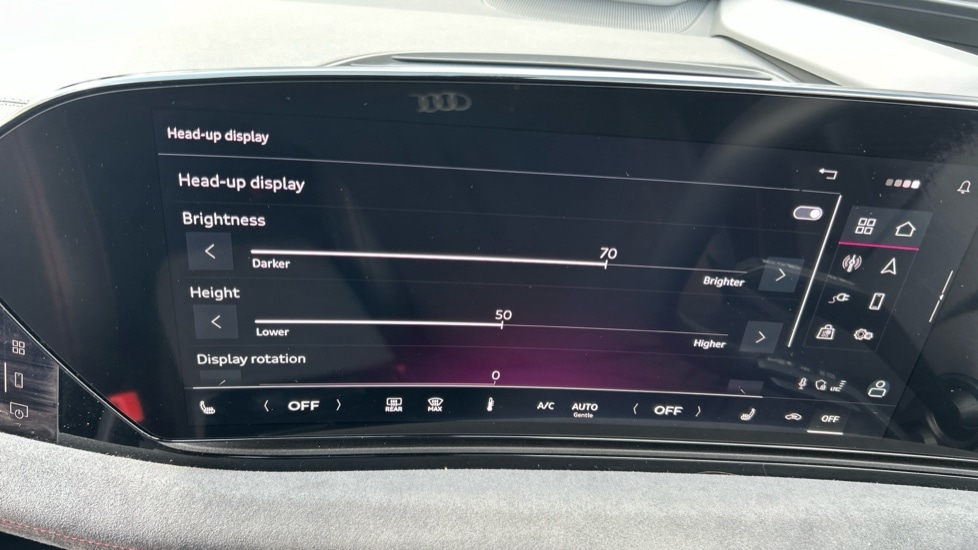 Head-up display
Head-up display
Brightness
70
Darker
Brighter
Height
50
Lower
Higher
Display rotation
0
LTE
OFF
REAR
MAX
A/C
AUTO
Gentle
OFF
OFF